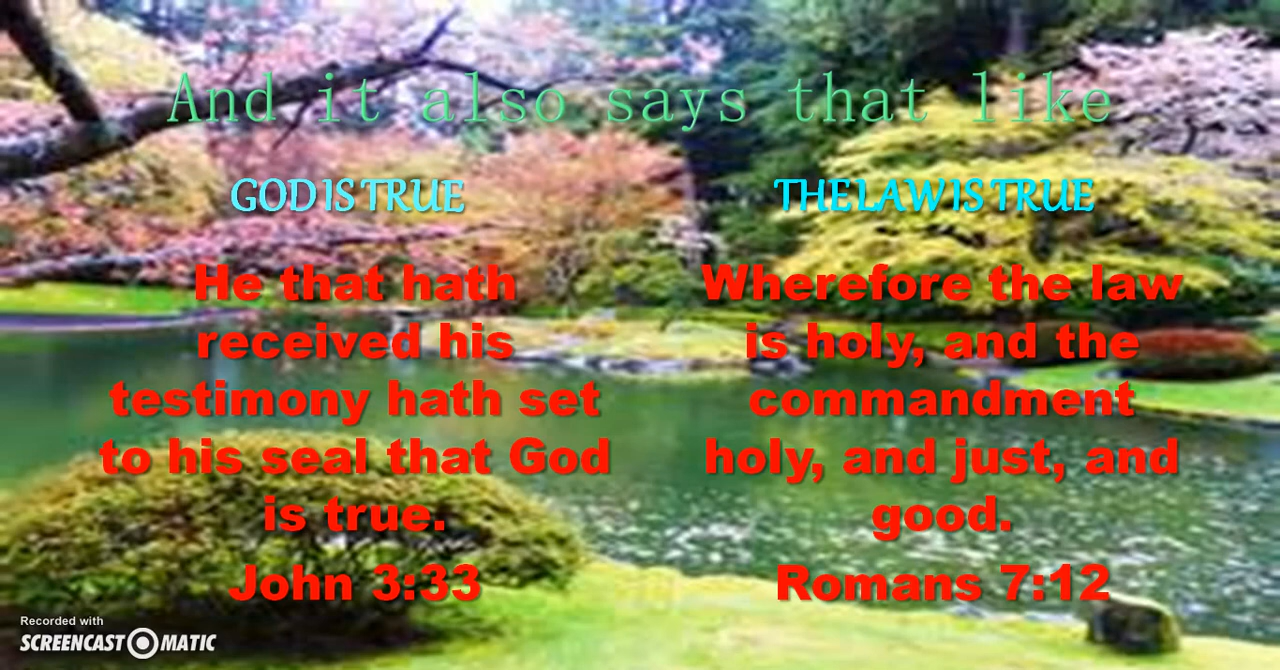 And it also says that like
GOD IS TRUE
He that hath
received his
testimony hath set
to his seal that God
is true.
John 3:33
THE LAW IS TRUE
Wherefore the law
is holy, and the
commandment
holy, and just, and
good.
Romans 7:12
Recorded with
SCREENCAST MATIC